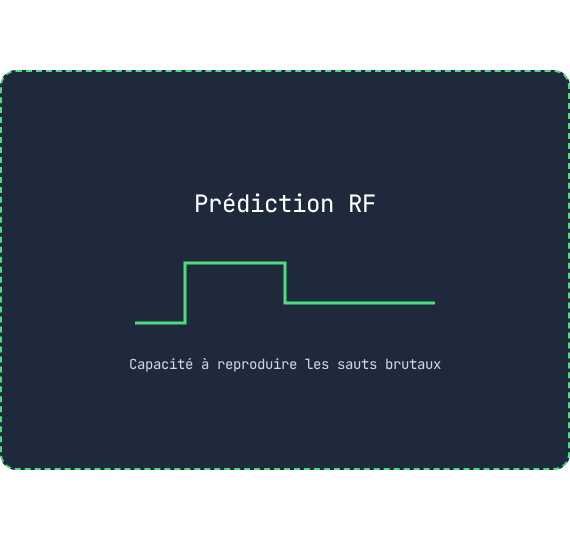 Prédiction RF
Capacité à reproduire les sauts brutaux